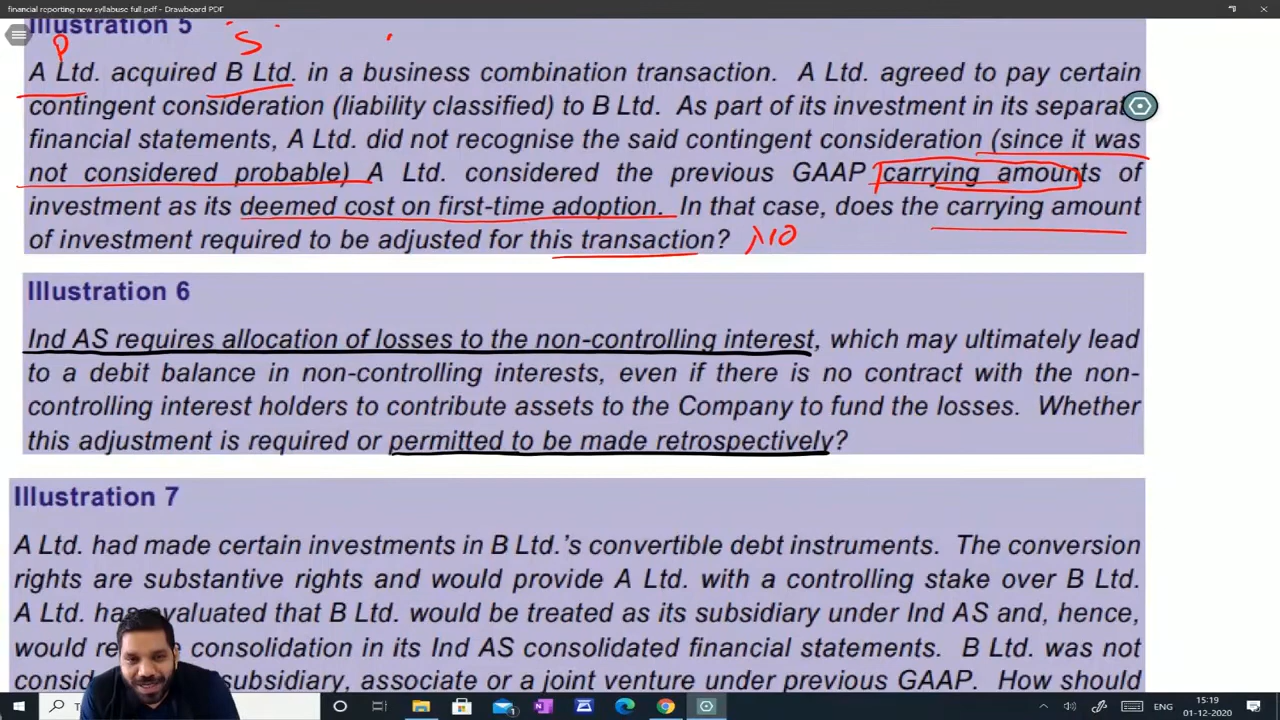 financial reporting new syllabuse full.pdf - Drawboard PDF
Illustration 5
P S
A Ltd. acquired B Ltd. in a business combination transaction. A Ltd. agreed to pay certain
contingent consideration (liability classified) to B Ltd. As part of its investment in its separate
financial statements, A Ltd. did not recognise the said contingent consideration (since it was
not considered probable) A Ltd. considered the previous GAAP carrying amounts of
investment as its deemed cost on first-time adoption. In that case, does the carrying amount
of investment required to be adjusted for this transaction?
Illustration 6
Ind AS requires allocation of losses to the non-controlling interest, which may ultimately lead
to a debit balance in non-controlling interests, even if there is no contract with the non-
controlling interest holders to contribute assets to the Company to fund the losses. Whether
this adjustment is required or permitted to be made retrospectively?
Illustration 7
A Ltd. had made certain investments in B Ltd.'s convertible debt instruments. The conversion
rights are substantive rights and would provide A Ltd. with a controlling stake over B Ltd.
A Ltd. has evaluated that B Ltd. would be treated as its subsidiary under Ind AS and, hence,
would consolidation in its Ind AS consolidated financial statements. B Ltd. was not
subsidiary, associate or a joint venture under previous GAAP. How should
ENG
15:19
01-12-2020